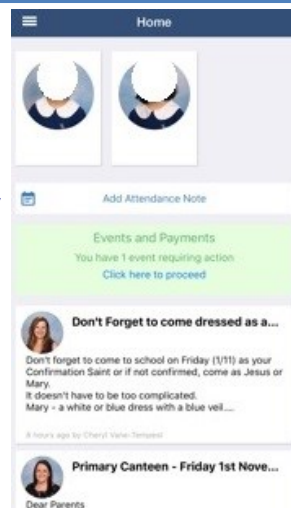 Home
Add Attendance Note
Events and Payments
You have 1 event requiring action
Click here to proceed
Don't Forget to come dressed as a...
Don't forget to come to school on Friday (1/11) as your
Confirmation Saint or if not confirmed, come as Jesus or
Mary.
It doesn't have to be too complicated.
Mary - a white or blue dress with a blue veil....
8 hours ago by Cheryl Vane-Tempest
Primary Canteen - Friday 1st Nove...
Dear Parents